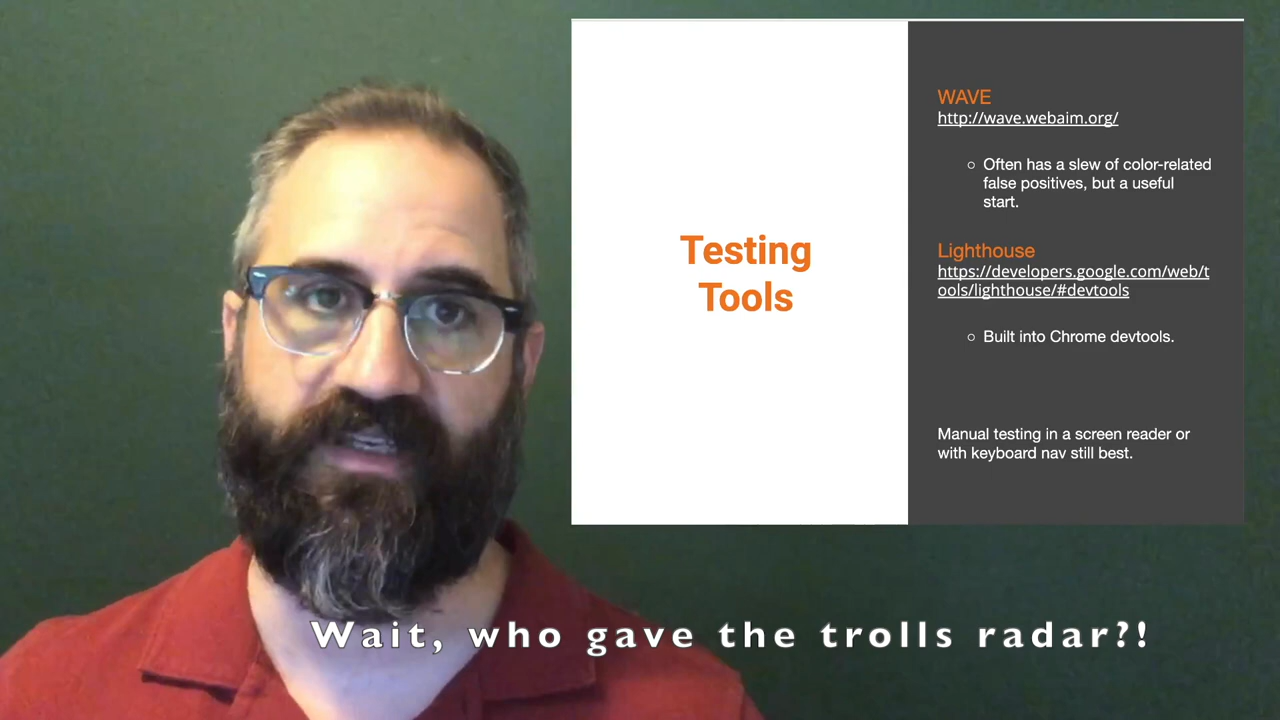 Testing
Tools
WAVE
http://wave.webaim.org/
Often has a slew of color-related
false positives, but a useful
start.
Lighthouse
https://developers.google.com/web/t
ools/lighthouse/#devtools
Built into Chrome devtools.
Manual testing in a screen reader or
with keyboard nav still best.
Wait, who gave the trolls radar?!